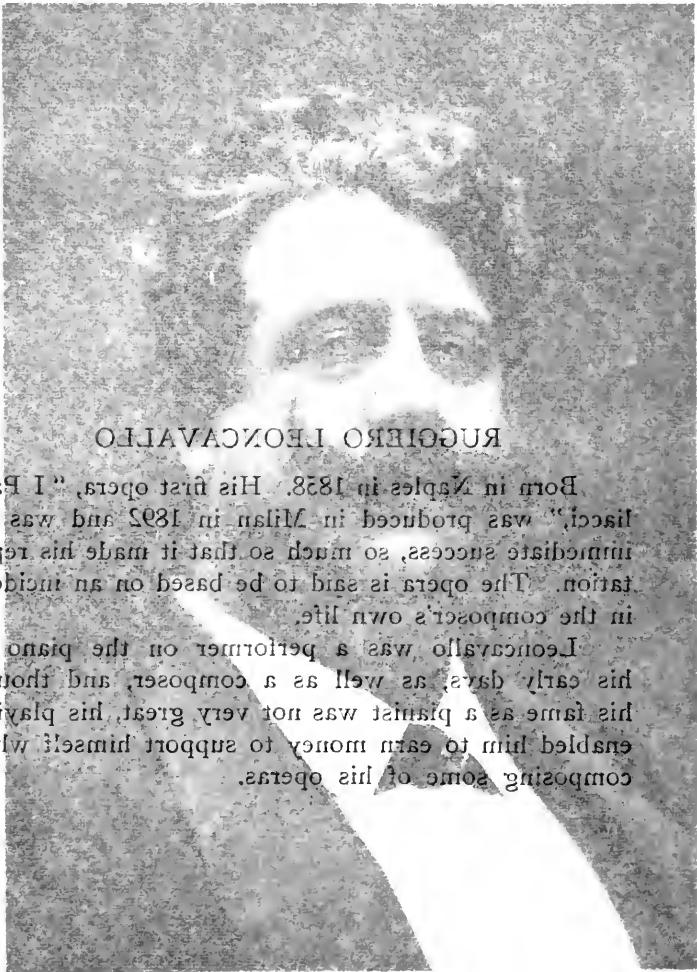 RUGGIERO LEONCAVALLO
Born in Naples in 1858. His first opera, “I Pa
liacci,” was produced in Milan in 1892 and was
immediate success, so much so that it made his rep
tation. The opera is said to be based on an incide
in the composer's own life.
Leoncavallo was a performer on the piano
his early days, as well as a composer, and thou
his fame as a pianist was not very great, his playi
enabled him to earn money to support himself wh
composing some of his operas.